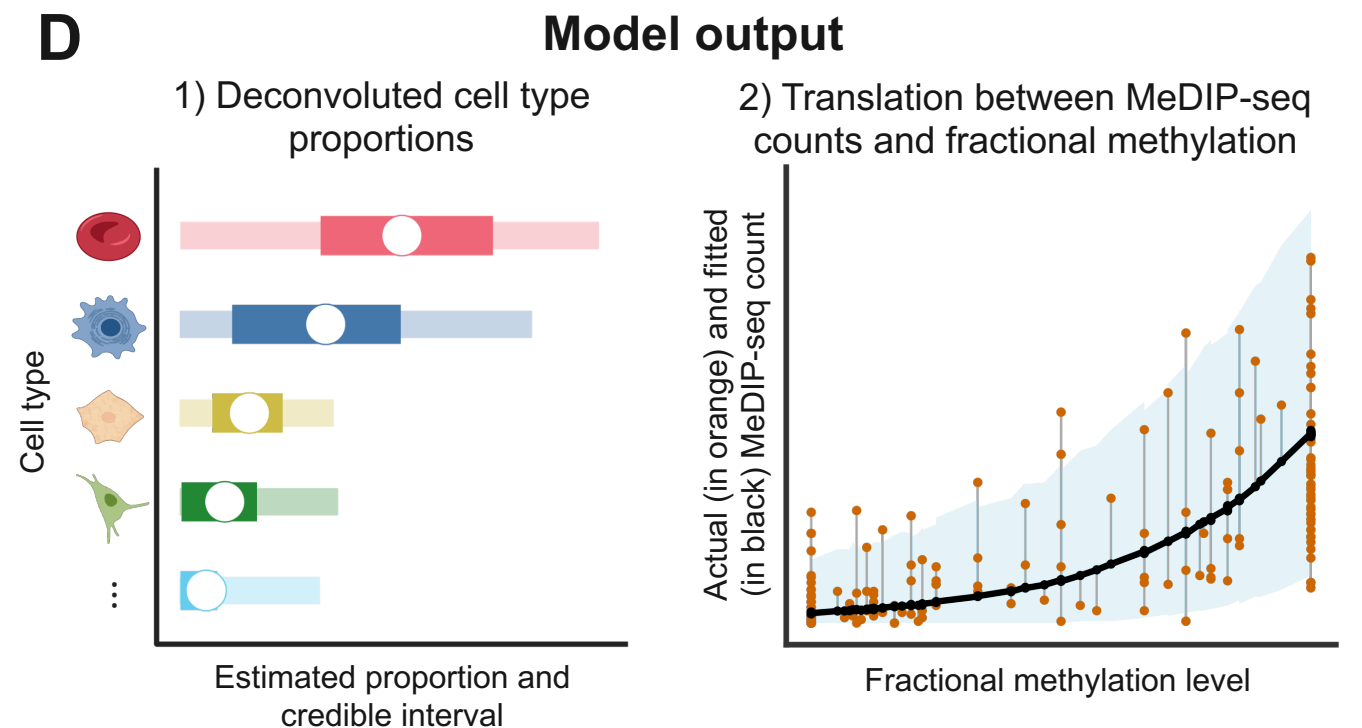 D
Model output
1) Deconvoluted cell type
proportions
Cell type
...
Estimated proportion and
credible interval
2) Translation between MeDIP-seq
counts and fractional methylation
Actual (in orange) and fitted
(in black) MeDIP-seq count
Fractional methylation level